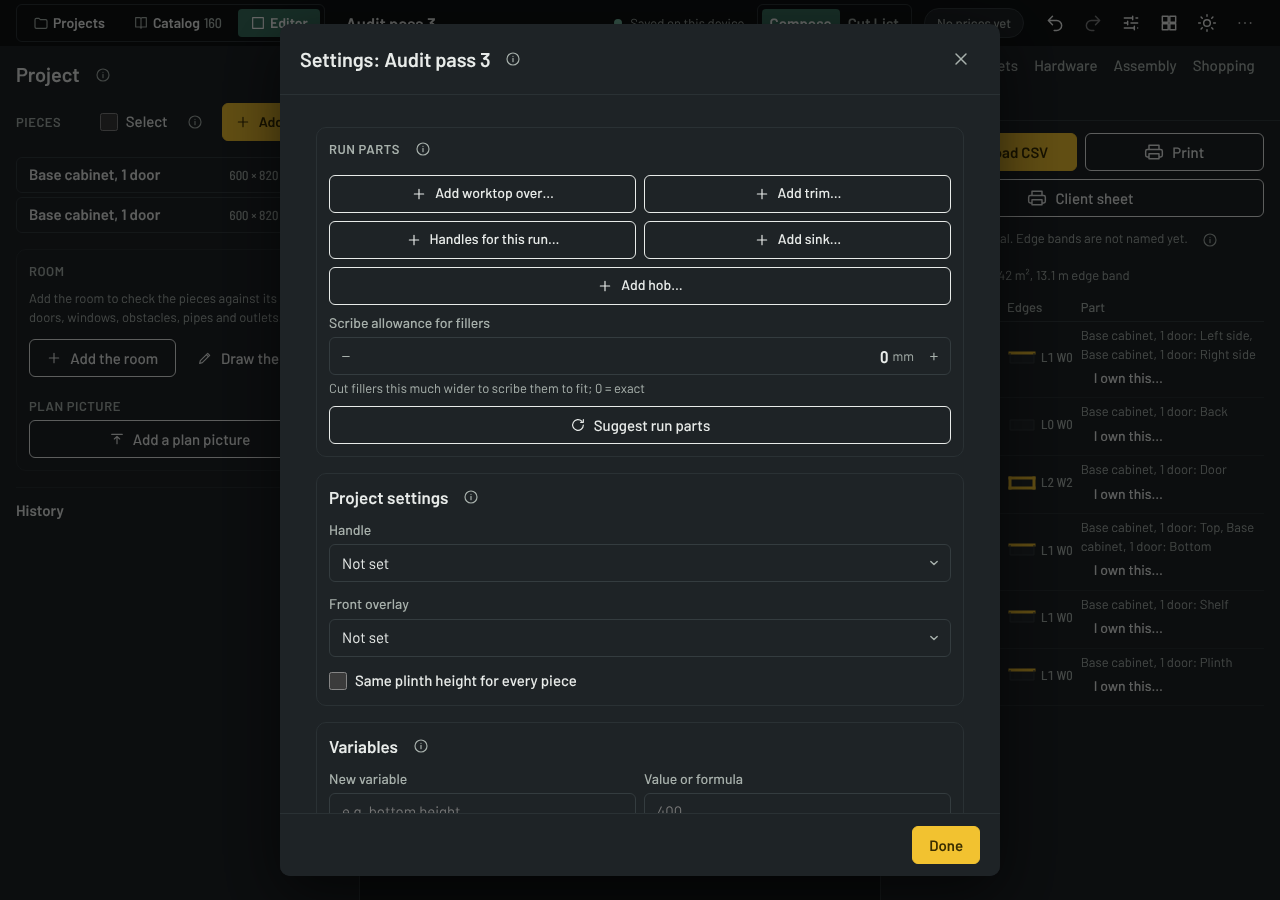 Projects
Catalog 160
Editor
Audit pass 3
Saved on this device
Compose
Cut List
No prices yet
Project
PIECES
Select
Add
Base cabinet, 1 door 600 × 820
Base cabinet, 1 door 600 × 820
ROOM
Add the room to check the pieces against its
doors, windows, obstacles, pipes and outlets
Add the room
Draw the
PLAN PICTURE
Add a plan picture
History
Settings: Audit pass 3
RUN PARTS
Add worktop over...
Add trim...
Handles for this run...
Add sink...
Add hob...
Scribe allowance for fillers
− 0 mm +
Cut fillers this much wider to scribe them to fit; 0 = exact
Suggest run parts
Project settings
Handle
Not set
Front overlay
Not set
Same plinth height for every piece
Variables
New variable
Value or formula
e.g. bottom height
400
Done
Hardware
Assembly
Shopping
CSV
Print
Client sheet
Edge bands are not named yet.
m², 13.1 m edge band
Edges Part
L1 W0 Base cabinet, 1 door: Left side,
Base cabinet, 1 door: Right side
I own this...
L0 W0 Base cabinet, 1 door: Back
I own this...
L2 W2 Base cabinet, 1 door: Door
I own this...
L1 W0 Base cabinet, 1 door: Top, Base
cabinet, 1 door: Bottom
I own this...
L1 W0 Base cabinet, 1 door: Shelf
I own this...
L1 W0 Base cabinet, 1 door: Plinth
I own this...